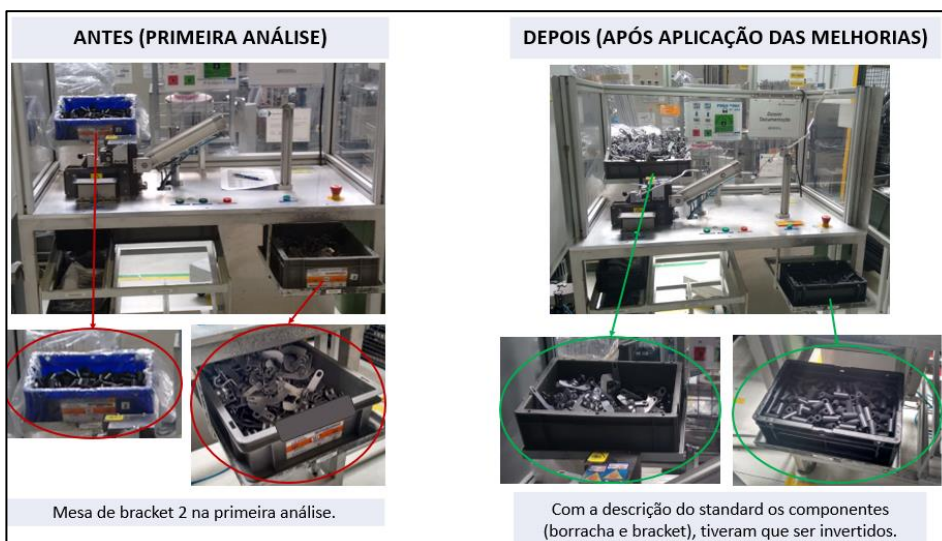 ANTES (PRIMEIRA ANÁLISE)
DEPOIS (APÓS APLICAÇÃO DAS MELHORIAS)
Mesa de bracket 2 na primeira análise.
Com a descrição do standard os componentes
(borracha e bracket), tiveram que ser invertidos.